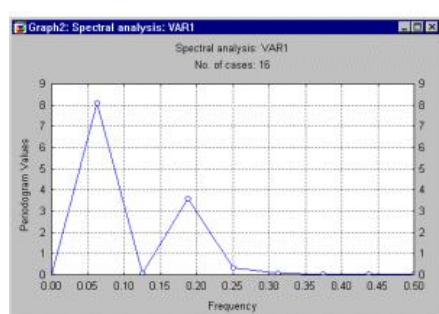 Graph2: Spectral analysis: VAR1
Spectral analysis: VAR1
No. of cases: 16
9 9
8 8
7 7
6 6
5 5
4 4
3 3
2 2
1 1
0 0
Periodogram Values
0.00 0.05 0.10 0.15 0.20 0.25 0.30 0.35 0.40 0.45 0.50
Frequency